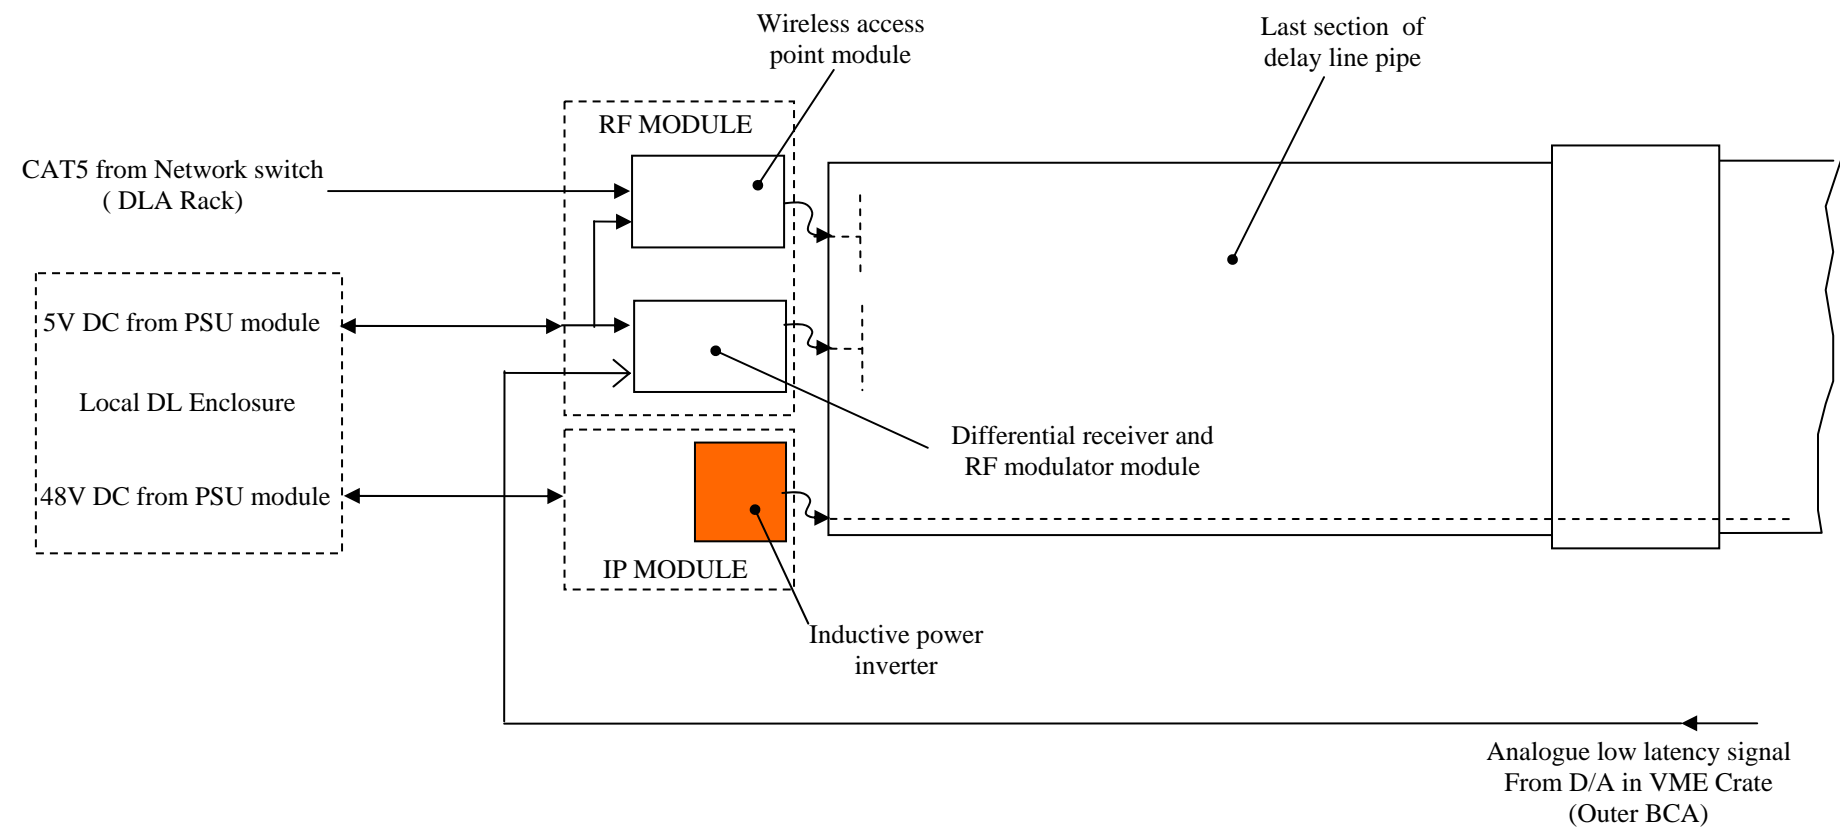 Wireless access
point module
Last section of
delay line pipe
RF MODULE
CAT5 from Network switch
( DLA Rack)
5V DC from PSU module
Local DL Enclosure
48V DC from PSU module
Differential receiver and
RF modulator module
IP MODULE
Inductive power
inverter
Analogue low latency signal
From D/A in VME Crate
(Outer BCA)